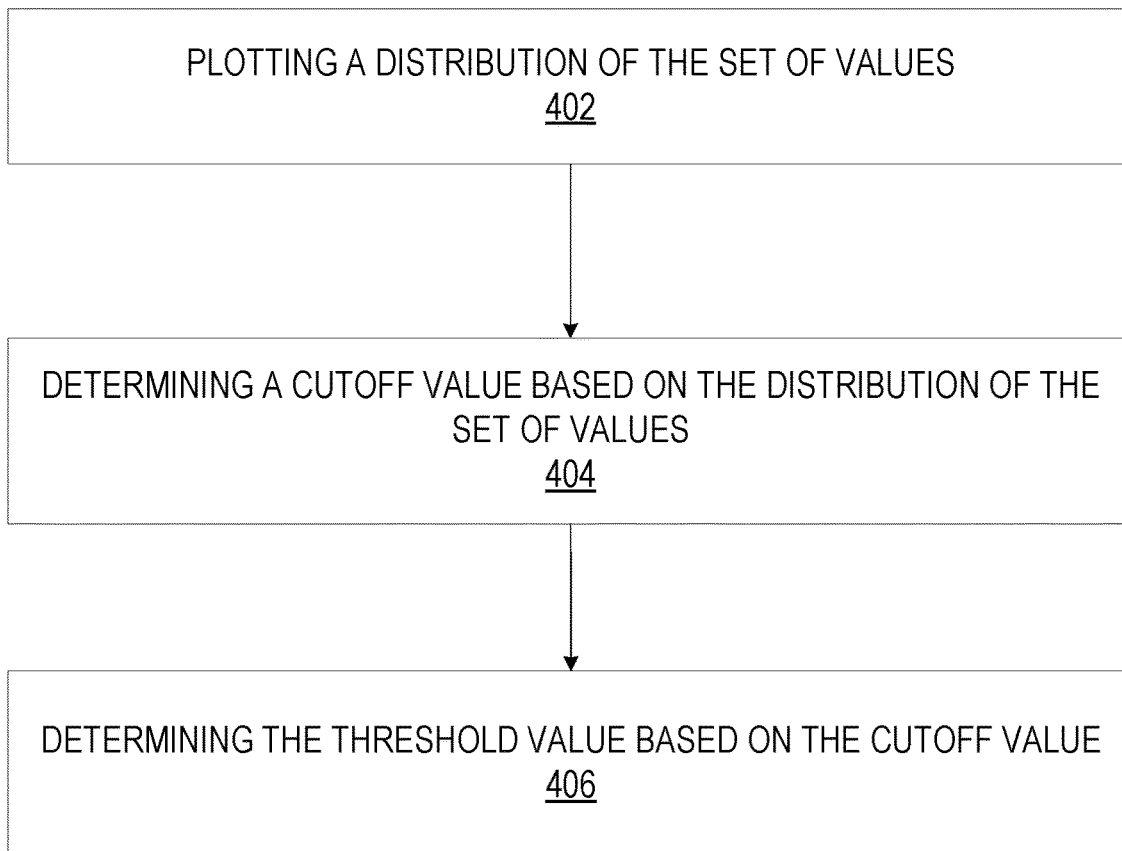 PLOTTING A DISTRIBUTION OF THE SET OF VALUES
402
DETERMINING A CUTOFF VALUE BASED ON THE DISTRIBUTION OF THE
SET OF VALUES
404
DETERMINING THE THRESHOLD VALUE BASED ON THE CUTOFF VALUE
406